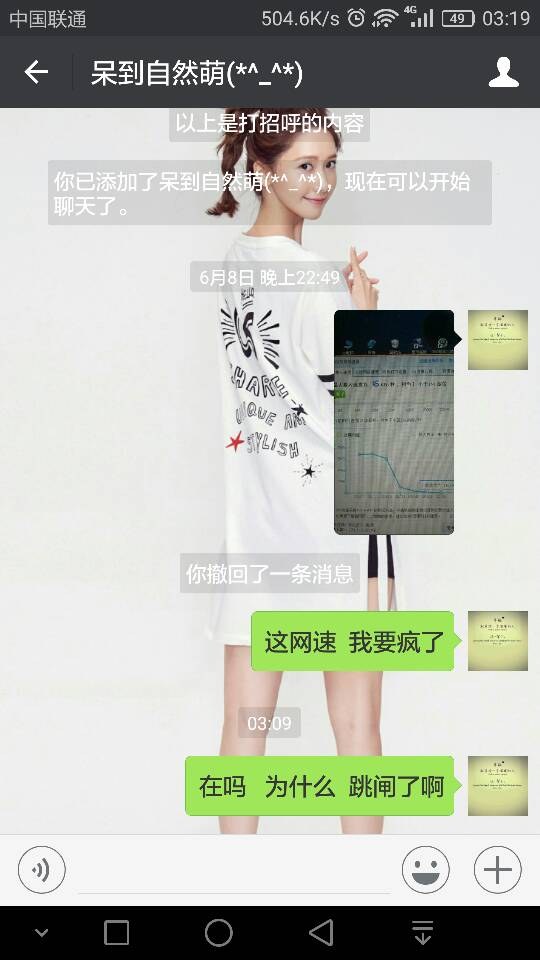 中国联通 504.6K/s 4G 49 03:19
呆到自然萌(*^_^*)
以上是打招呼的内容
你已添加了呆到自然萌(*^_^*)，现在可以开始
聊天了。
6月8日 晚上22:49
SHARE
UNIQUE AND
STYLISH
你撤回了一条消息
这网速 我要疯了
03:09
在吗 为什么 跳闸了啊